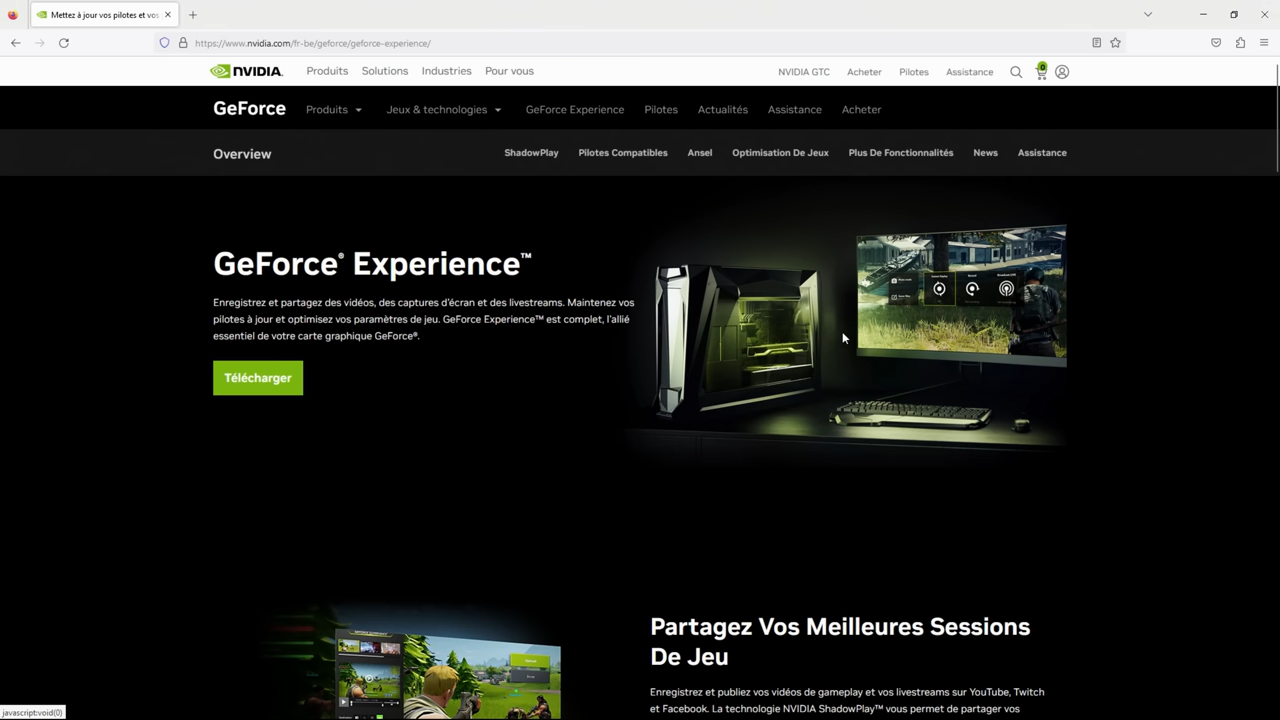 Mettez à jour vos pilotes et vos
https://www.nvidia.com/fr-be/geforce/geforce-experience/
NVIDIA.
Produits Solutions Industries Pour vous
NVIDIA GTC Acheter Pilotes Assistance
0
GeForce
Produits Jeux & technologies GeForce Experience Pilotes Actualités Assistance Acheter
Overview
ShadowPlay Pilotes Compatibles Ansel Optimisation De Jeux Plus De Fonctionnalités News Assistance
GeForce® Experience™
Enregistrez et partagez des vidéos, des captures d'écran et des livestreams. Maintenez vos
pilotes à jour et optimisez vos paramètres de jeu. GeForce Experience™ est complet, l'allié
essentiel de votre carte graphique GeForce®.
Télécharger
Partagez Vos Meilleures Sessions
De Jeu
Enregistrez et publiez vos vidéos de gameplay et vos livestreams sur YouTube, Twitch
et Facebook. La technologie NVIDIA ShadowPlay™ vous permet de partager vos
javascript:void(0)